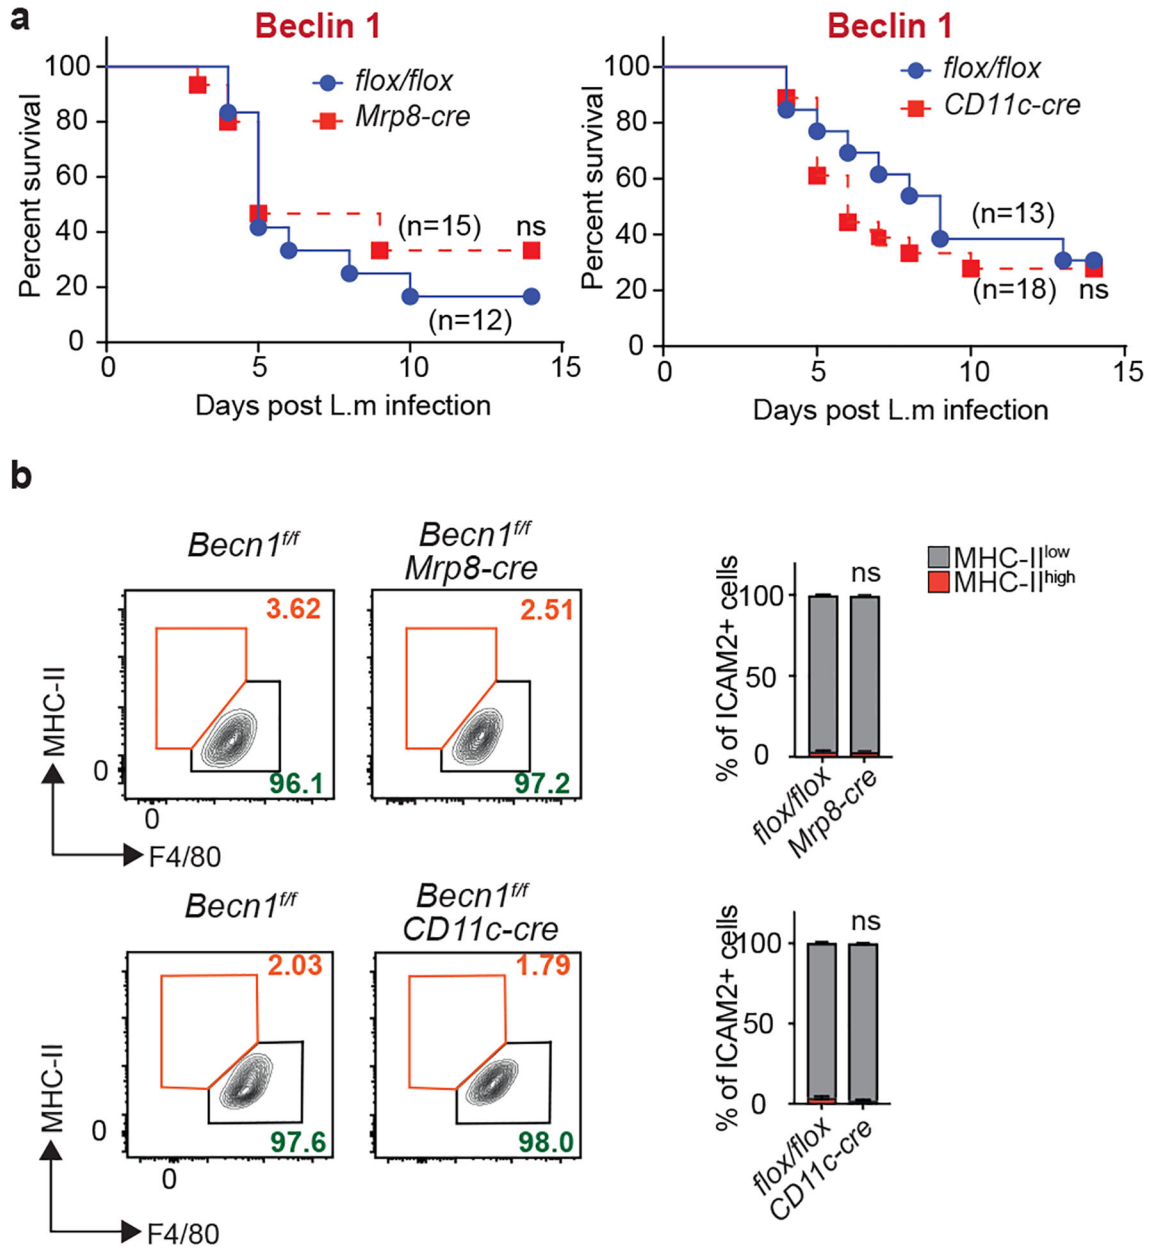 a
Beclin 1
Percent survival
100
80
60
40
20
0
0 5 10 15
Days post L.m infection
flox/flox
Mrp8-cre
(n=15) ns
(n=12)
Beclin 1
Percent survival
100
80
60
40
20
0
0 5 10 15
Days post L.m infection
flox/flox
CD11c-cre
(n=13)
(n=18) ns
b
Becn1f/f
Becn1f/f
Mrp8-cre
3.62
96.1
2.51
97.2
MHC-II
0
0
F4/80
% of ICAM2+ cells
100
50
0
ns
flox/flox
Mrp8-cre
MHC-IIlow
MHC-IIhigh
Becn1f/f
Becn1f/f
CD11c-cre
2.03
97.6
1.79
98.0
MHC-II
0
0
F4/80
% of ICAM2+ cells
100
50
0
ns
flox/flox
CD11c-cre